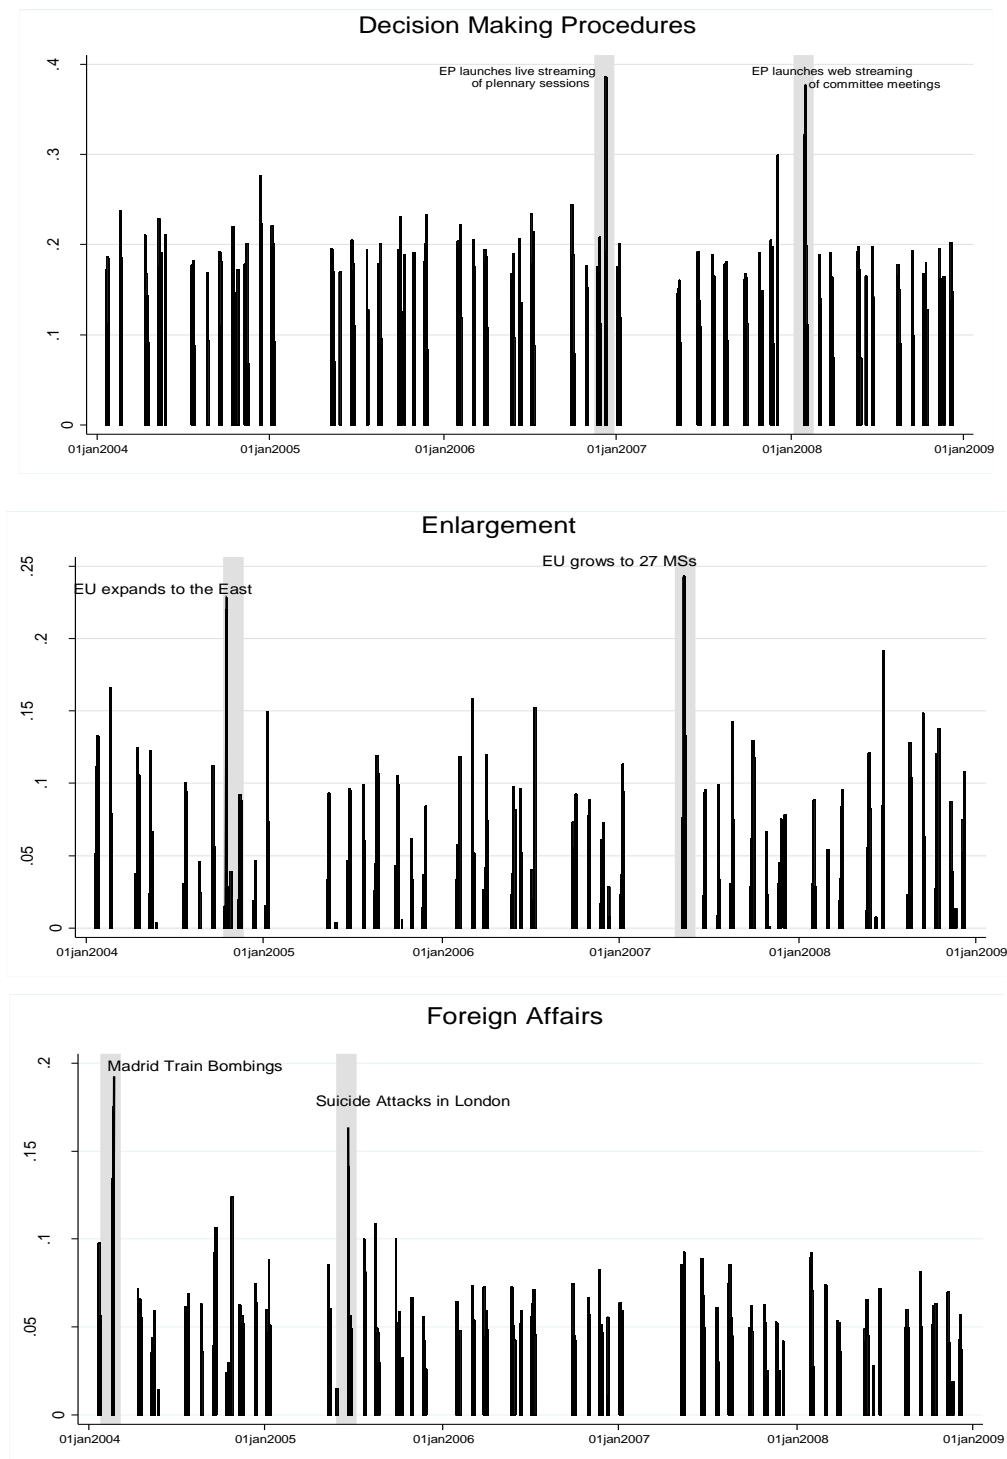 Decision Making Procedures
.4
.3
.2
.1
0
EP launches live streaming
of plennary sessions
EP launches web streaming
of committee meetings
01jan2004
01jan2005
01jan2006
01jan2007
01jan2008
01jan2009
Enlargement
.25
.2
.15
.1
.05
0
EU expands to the East
EU grows to 27 MSs
01jan2004
01jan2005
01jan2006
01jan2007
01jan2008
01jan2009
Foreign Affairs
.2
.15
.1
.05
0
Madrid Train Bombings
Suicide Attacks in London
01jan2004
01jan2005
01jan2006
01jan2007
01jan2008
01jan2009